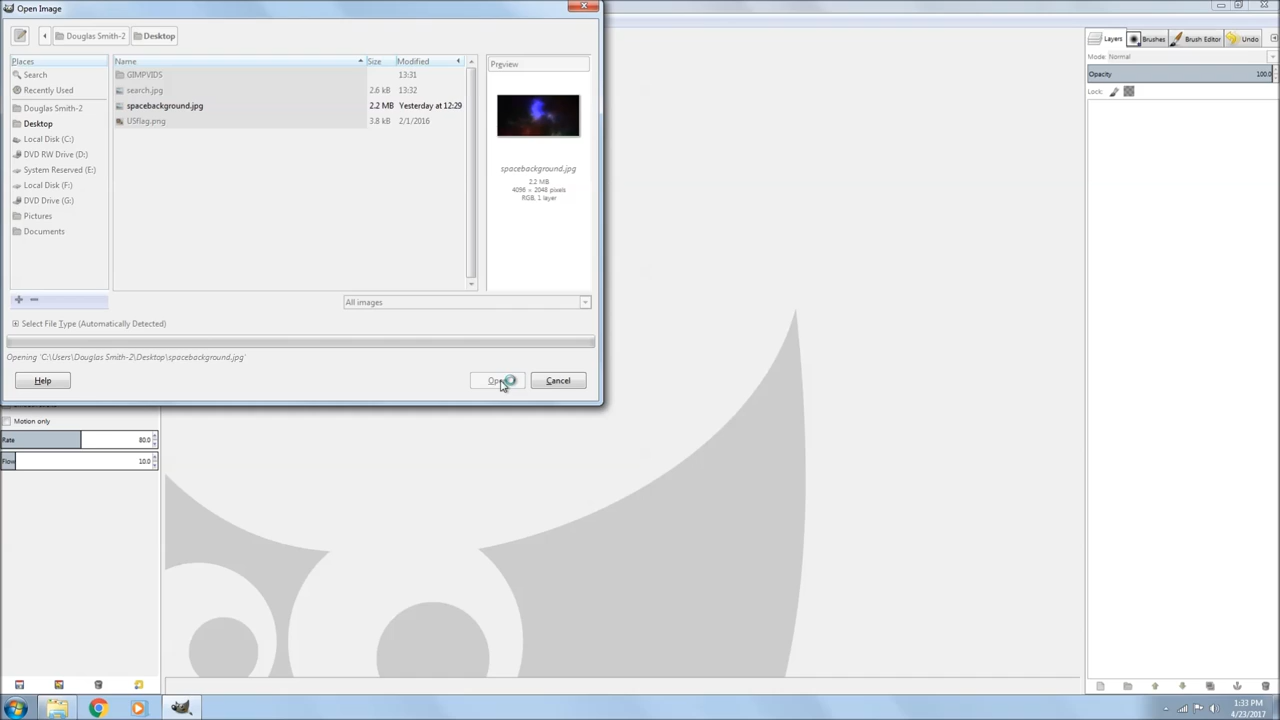 Open Image
Douglas Smith-2 Desktop
Places
Search
Recently Used
Douglas Smith-2
Desktop
Local Disk (C:)
DVD RW Drive (D:)
System Reserved (E:)
Local Disk (F:)
DVD Drive (G:)
Pictures
Documents
Name Size Modified
GIMPVIDS 13:31
search.jpg 2.6 kB 13:32
spacebackground.jpg 2.2 MB Yesterday at 12:29
USflag.png 3.8 kB 2/1/2016
Preview
spacebackground.jpg
2.2 MB
4096 × 2048 pixels
RGB, 1 layer
All images
Select File Type (Automatically Detected)
Opening 'C:\Users\Douglas Smith-2\Desktop\spacebackground.jpg'
Help Cancel
Motion only
Rate 80.0
Flow 10.0
Layers Brushes Brush Editor Undo
Mode: Normal
Opacity 100.0
Lock:
1:33 PM
4/23/2017